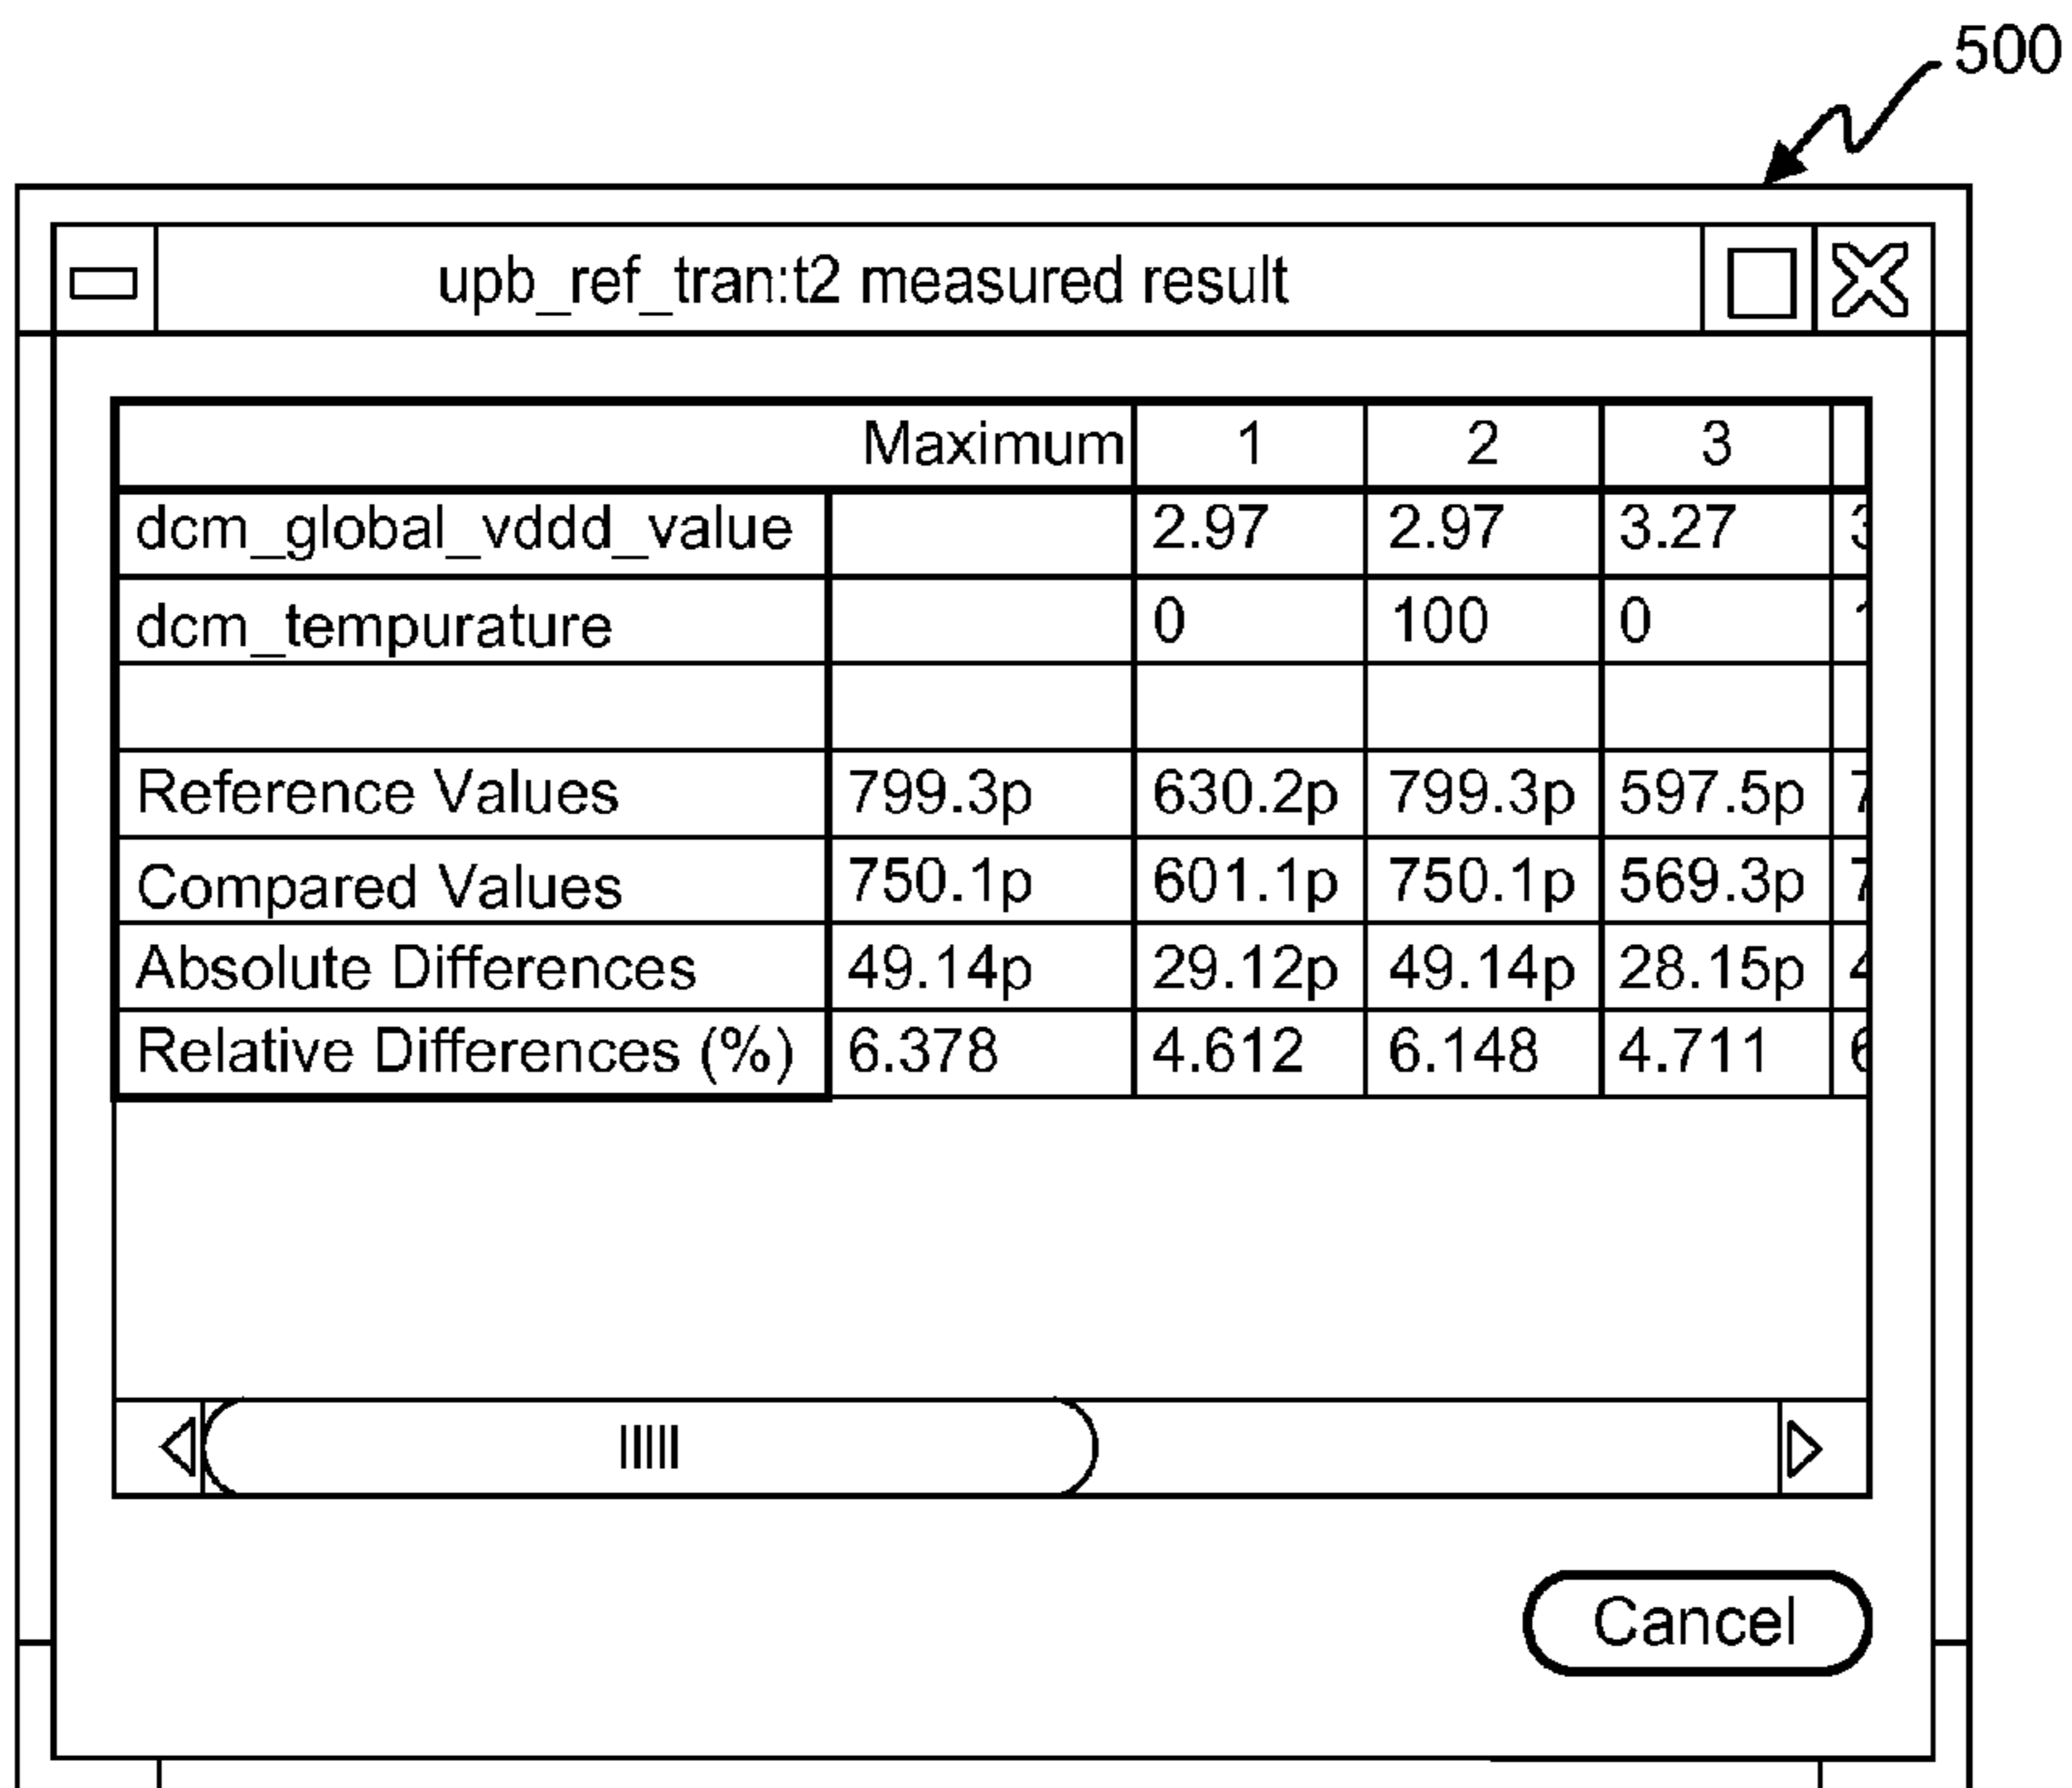 500
upb_ref_tran:t2 measured result
Maximum 1 2 3
dcm_global_vddd_value 2.97 2.97 3.27
dcm_tempurature 0 100 0
Reference Values 799.3p 630.2p 799.3p 597.5p
Compared Values 750.1p 601.1p 750.1p 569.3p
Absolute Differences 49.14p 29.12p 49.14p 28.15p
Relative Differences (%) 6.378 4.612 6.148 4.711
Cancel